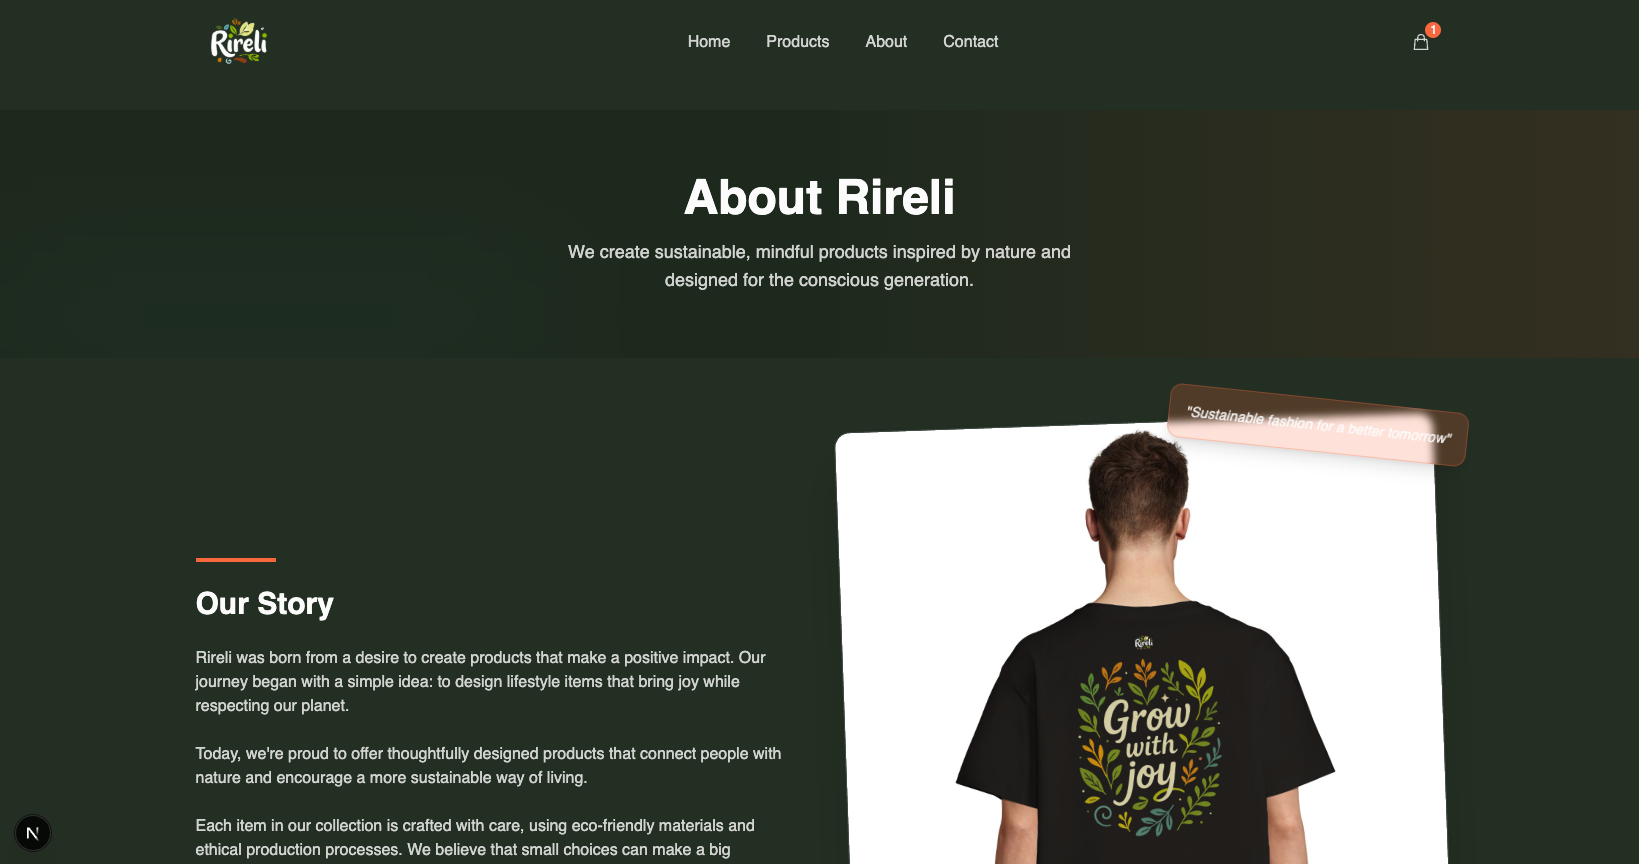 Rireli
Home
Products
About
Contact
1
About Rireli
We create sustainable, mindful products inspired by nature and
designed for the conscious generation.
"Sustainable fashion for a better tomorrow"
Our Story
Rireli was born from a desire to create products that make a positive impact. Our
journey began with a simple idea: to design lifestyle items that bring joy while
respecting our planet.
Today, we're proud to offer thoughtfully designed products that connect people with
nature and encourage a more sustainable way of living.
Each item in our collection is crafted with care, using eco-friendly materials and
ethical production processes. We believe that small choices can make a big
Rireli
Grow
with
joy
N